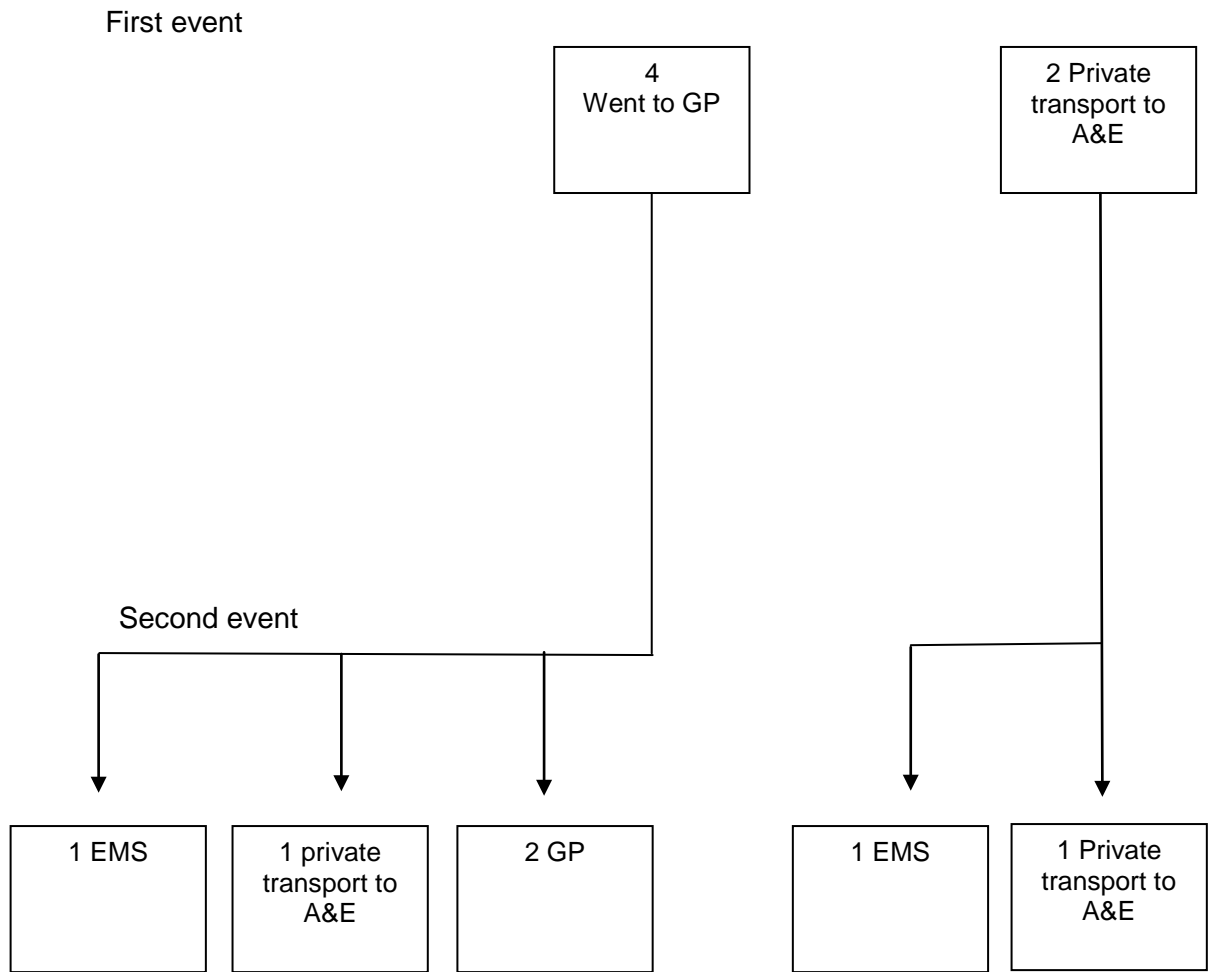 First event
4
Went to GP
2 Private
transport to
A&E
Second event
1 EMS
1 private
transport to
A&E
2 GP
1 EMS
1 Private
transport to
A&E